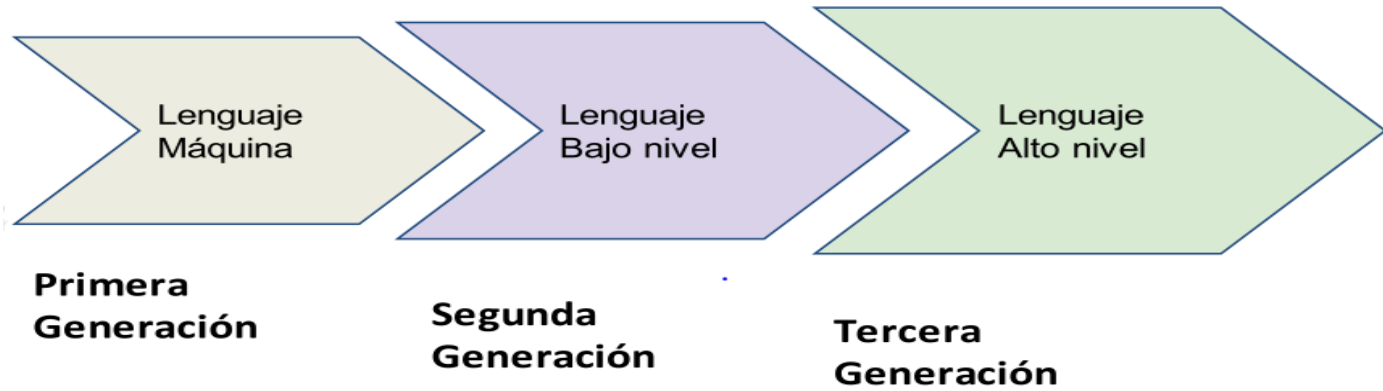 Lenguaje
Máquina
Lenguaje
Bajo nivel
Lenguaje
Alto nivel
Primera
Generación
Segunda
Generación
Tercera
Generación